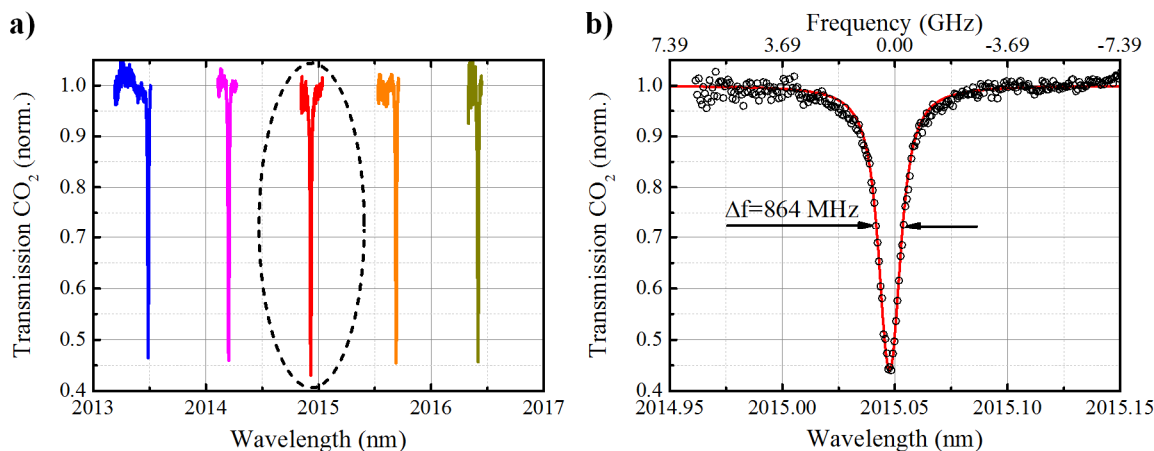 a)
Transmission CO2 (norm.)
1.0
0.9
0.8
0.7
0.6
0.5
0.4
2013 2014 2015 2016 2017
Wavelength (nm)
b)
Frequency (GHz)
7.39 3.69 0.00 -3.69 -7.39
Transmission CO2 (norm.)
1.0
0.9
0.8
0.7
0.6
0.5
0.4
Δf=864 MHz
2014.95 2015.00 2015.05 2015.10 2015.15
Wavelength (nm)